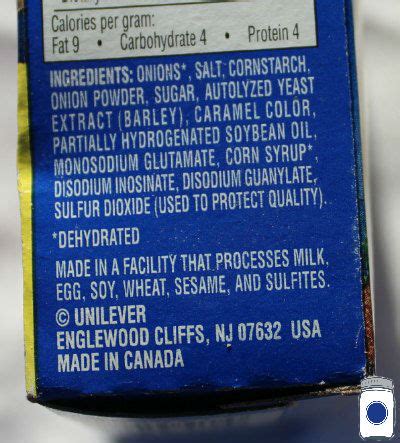 Calories per gram:
Fat 9 • Carbohydrate 4 • Protein 4
INGREDIENTS: ONIONS*, SALT, CORNSTARCH,
ONION POWDER, SUGAR, AUTOLYZED YEAST
EXTRACT (BARLEY), CARAMEL COLOR,
PARTIALLY HYDROGENATED SOYBEAN OIL,
MONOSODIUM GLUTAMATE, CORN SYRUP*,
DISODIUM INOSINATE, DISODIUM GUANYLATE,
SULFUR DIOXIDE (USED TO PROTECT QUALITY).
*DEHYDRATED
MADE IN A FACILITY THAT PROCESSES MILK,
EGG, SOY, WHEAT, SESAME, AND SULFITES.
© UNILEVER
ENGLEWOOD CLIFFS, NJ 07632 USA
MADE IN CANADA